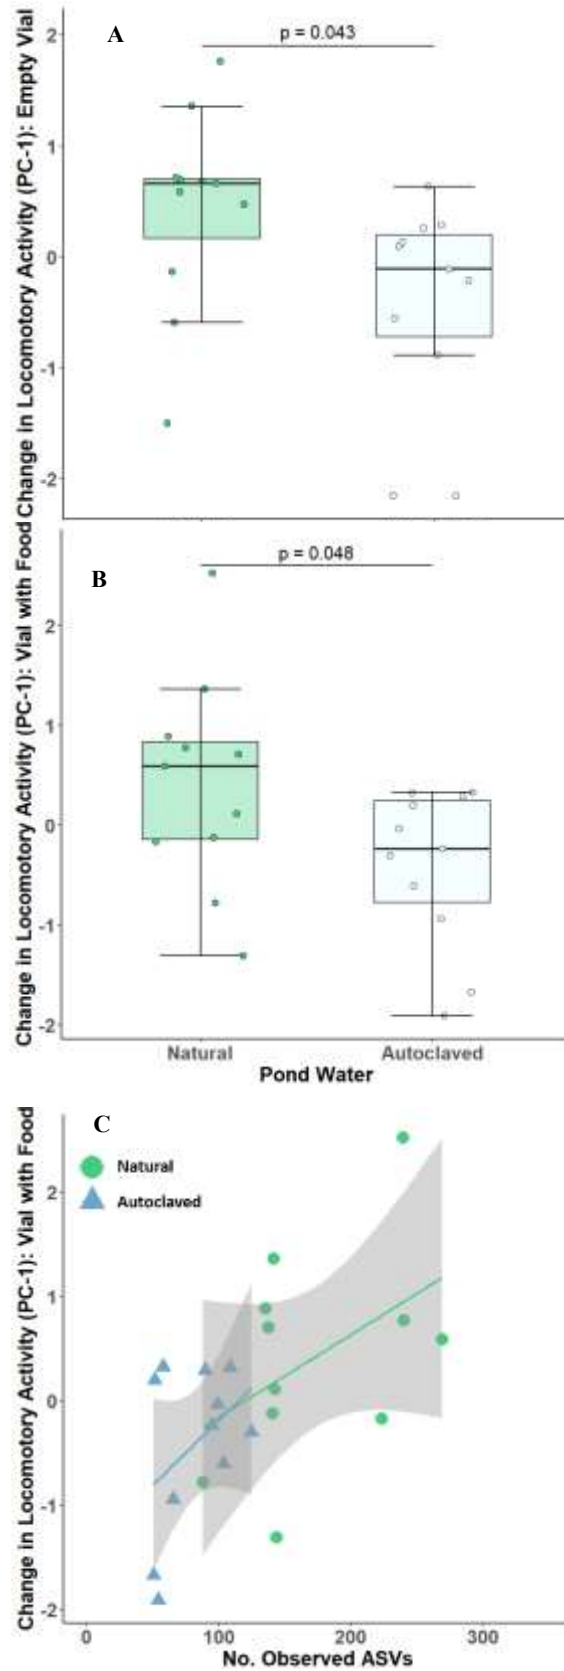 A
p = 0.043
Change in Locomotory Activity (PC-1): Empty Vial
2
1
0
-1
-2
B
p = 0.048
Change in Locomotory Activity (PC-1): Vial with Food
2
1
0
-1
-2
Natural
Autoclaved
Pond Water
C
Natural
Autoclaved
Change in Locomotory Activity (PC-1): Vial with Food
2
1
0
-1
-2
0
100
200
300
No. Observed ASVs